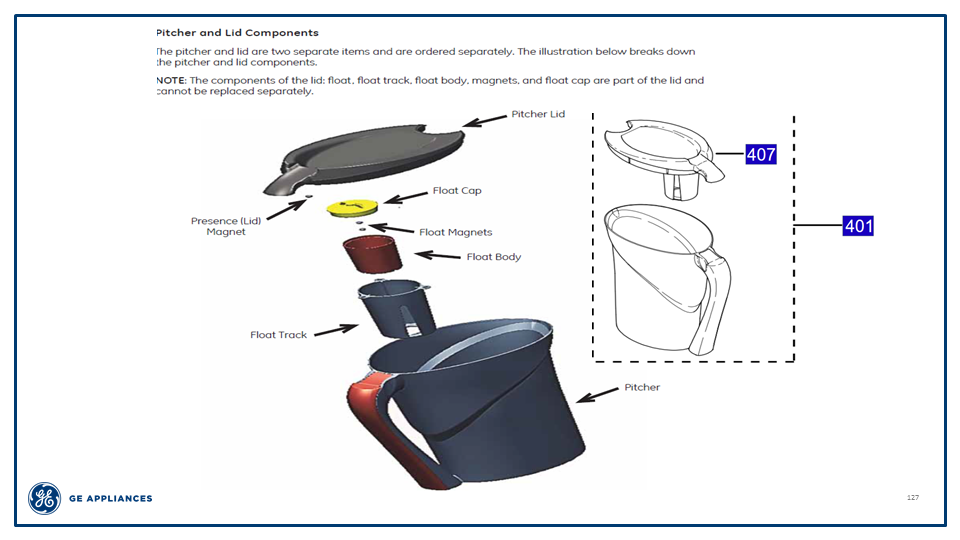 Pitcher and Lid Components
The pitcher and lid are two separate items and are ordered separately. The illustration below breaks down
the pitcher and lid components.
NOTE: The components of the lid: float, float track, float body, magnets, and float cap are part of the lid and
cannot be replaced separately.
Pitcher Lid
407
Float Cap
Presence (Lid)
Magnet
401
Float Magnets
Float Body
Float Track
Pitcher
GE
GE APPLIANCES
127